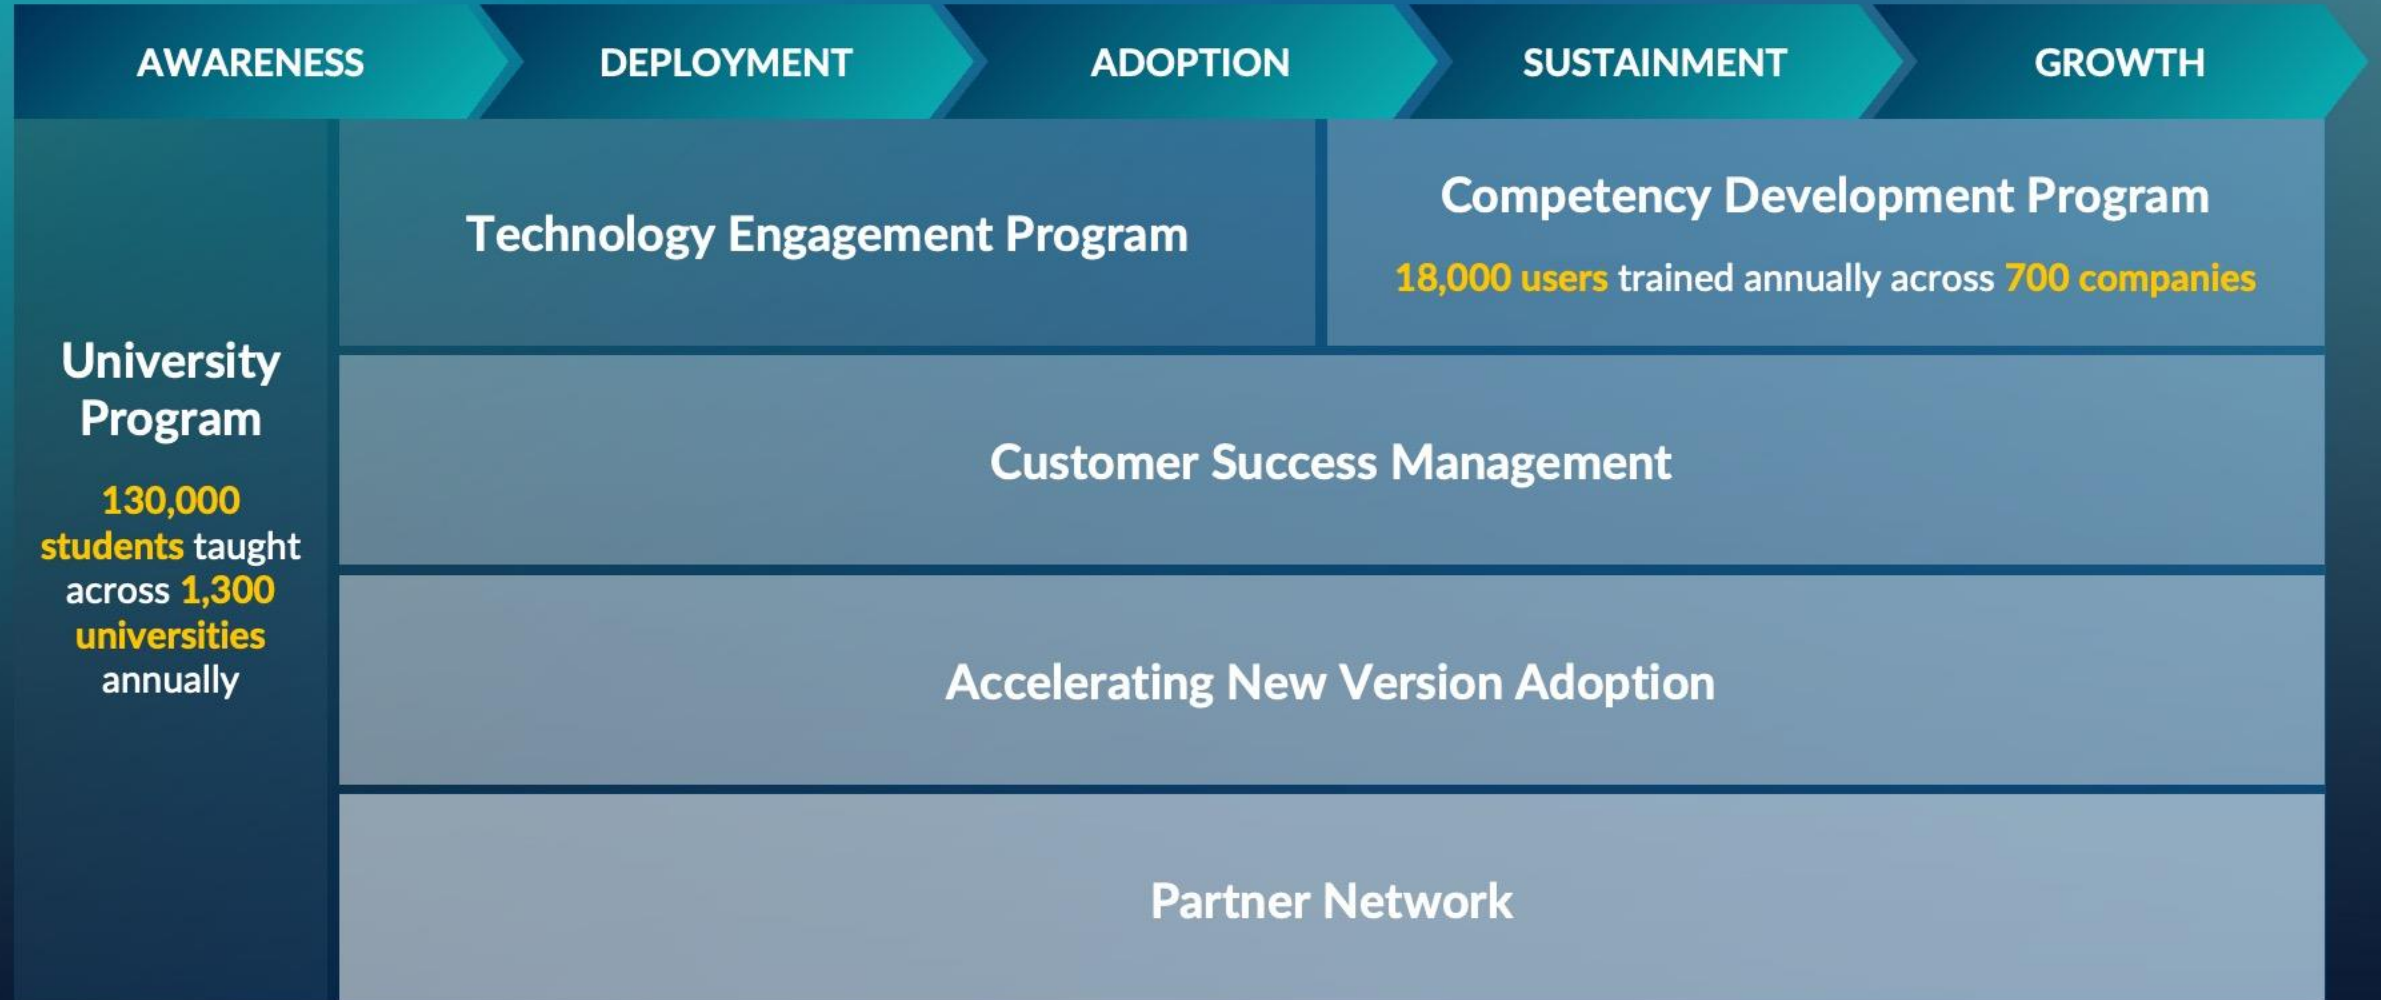 AWARENESS
DEPLOYMENT
ADOPTION
SUSTAINMENT
GROWTH
University
Program
130,000
students taught
across 1,300
universities
annually
Technology Engagement Program
Competency Development Program
18,000 users trained annually across 700 companies
Customer Success Management
Accelerating New Version Adoption
Partner Network